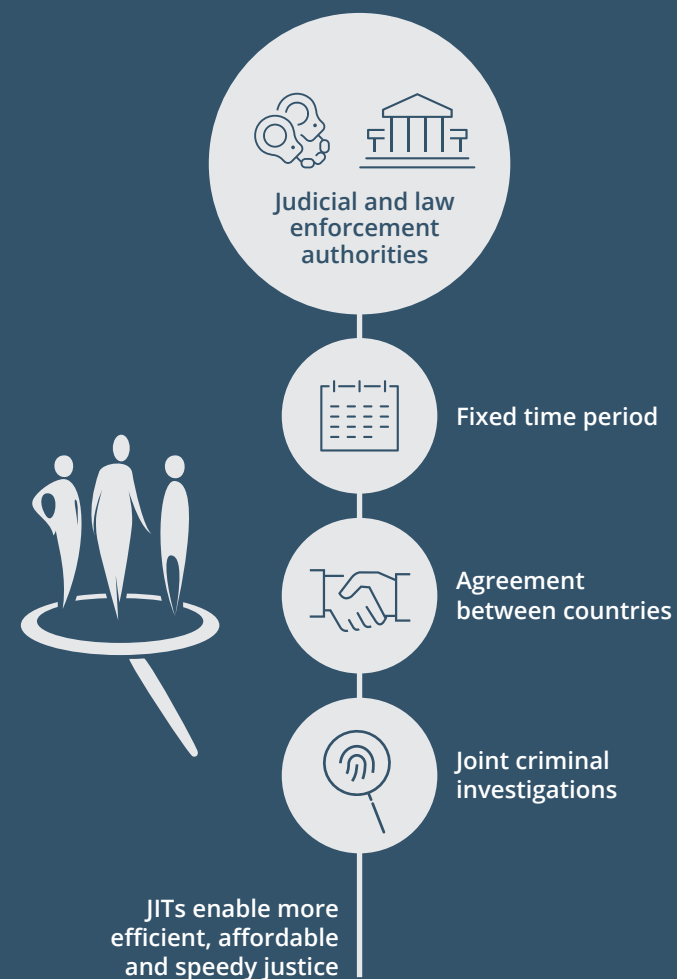 Judicial and law
enforcement
authorities
Fixed time period
Agreement
between countries
Joint criminal
investigations
JITs enable more
efficient, affordable
and speedy justice